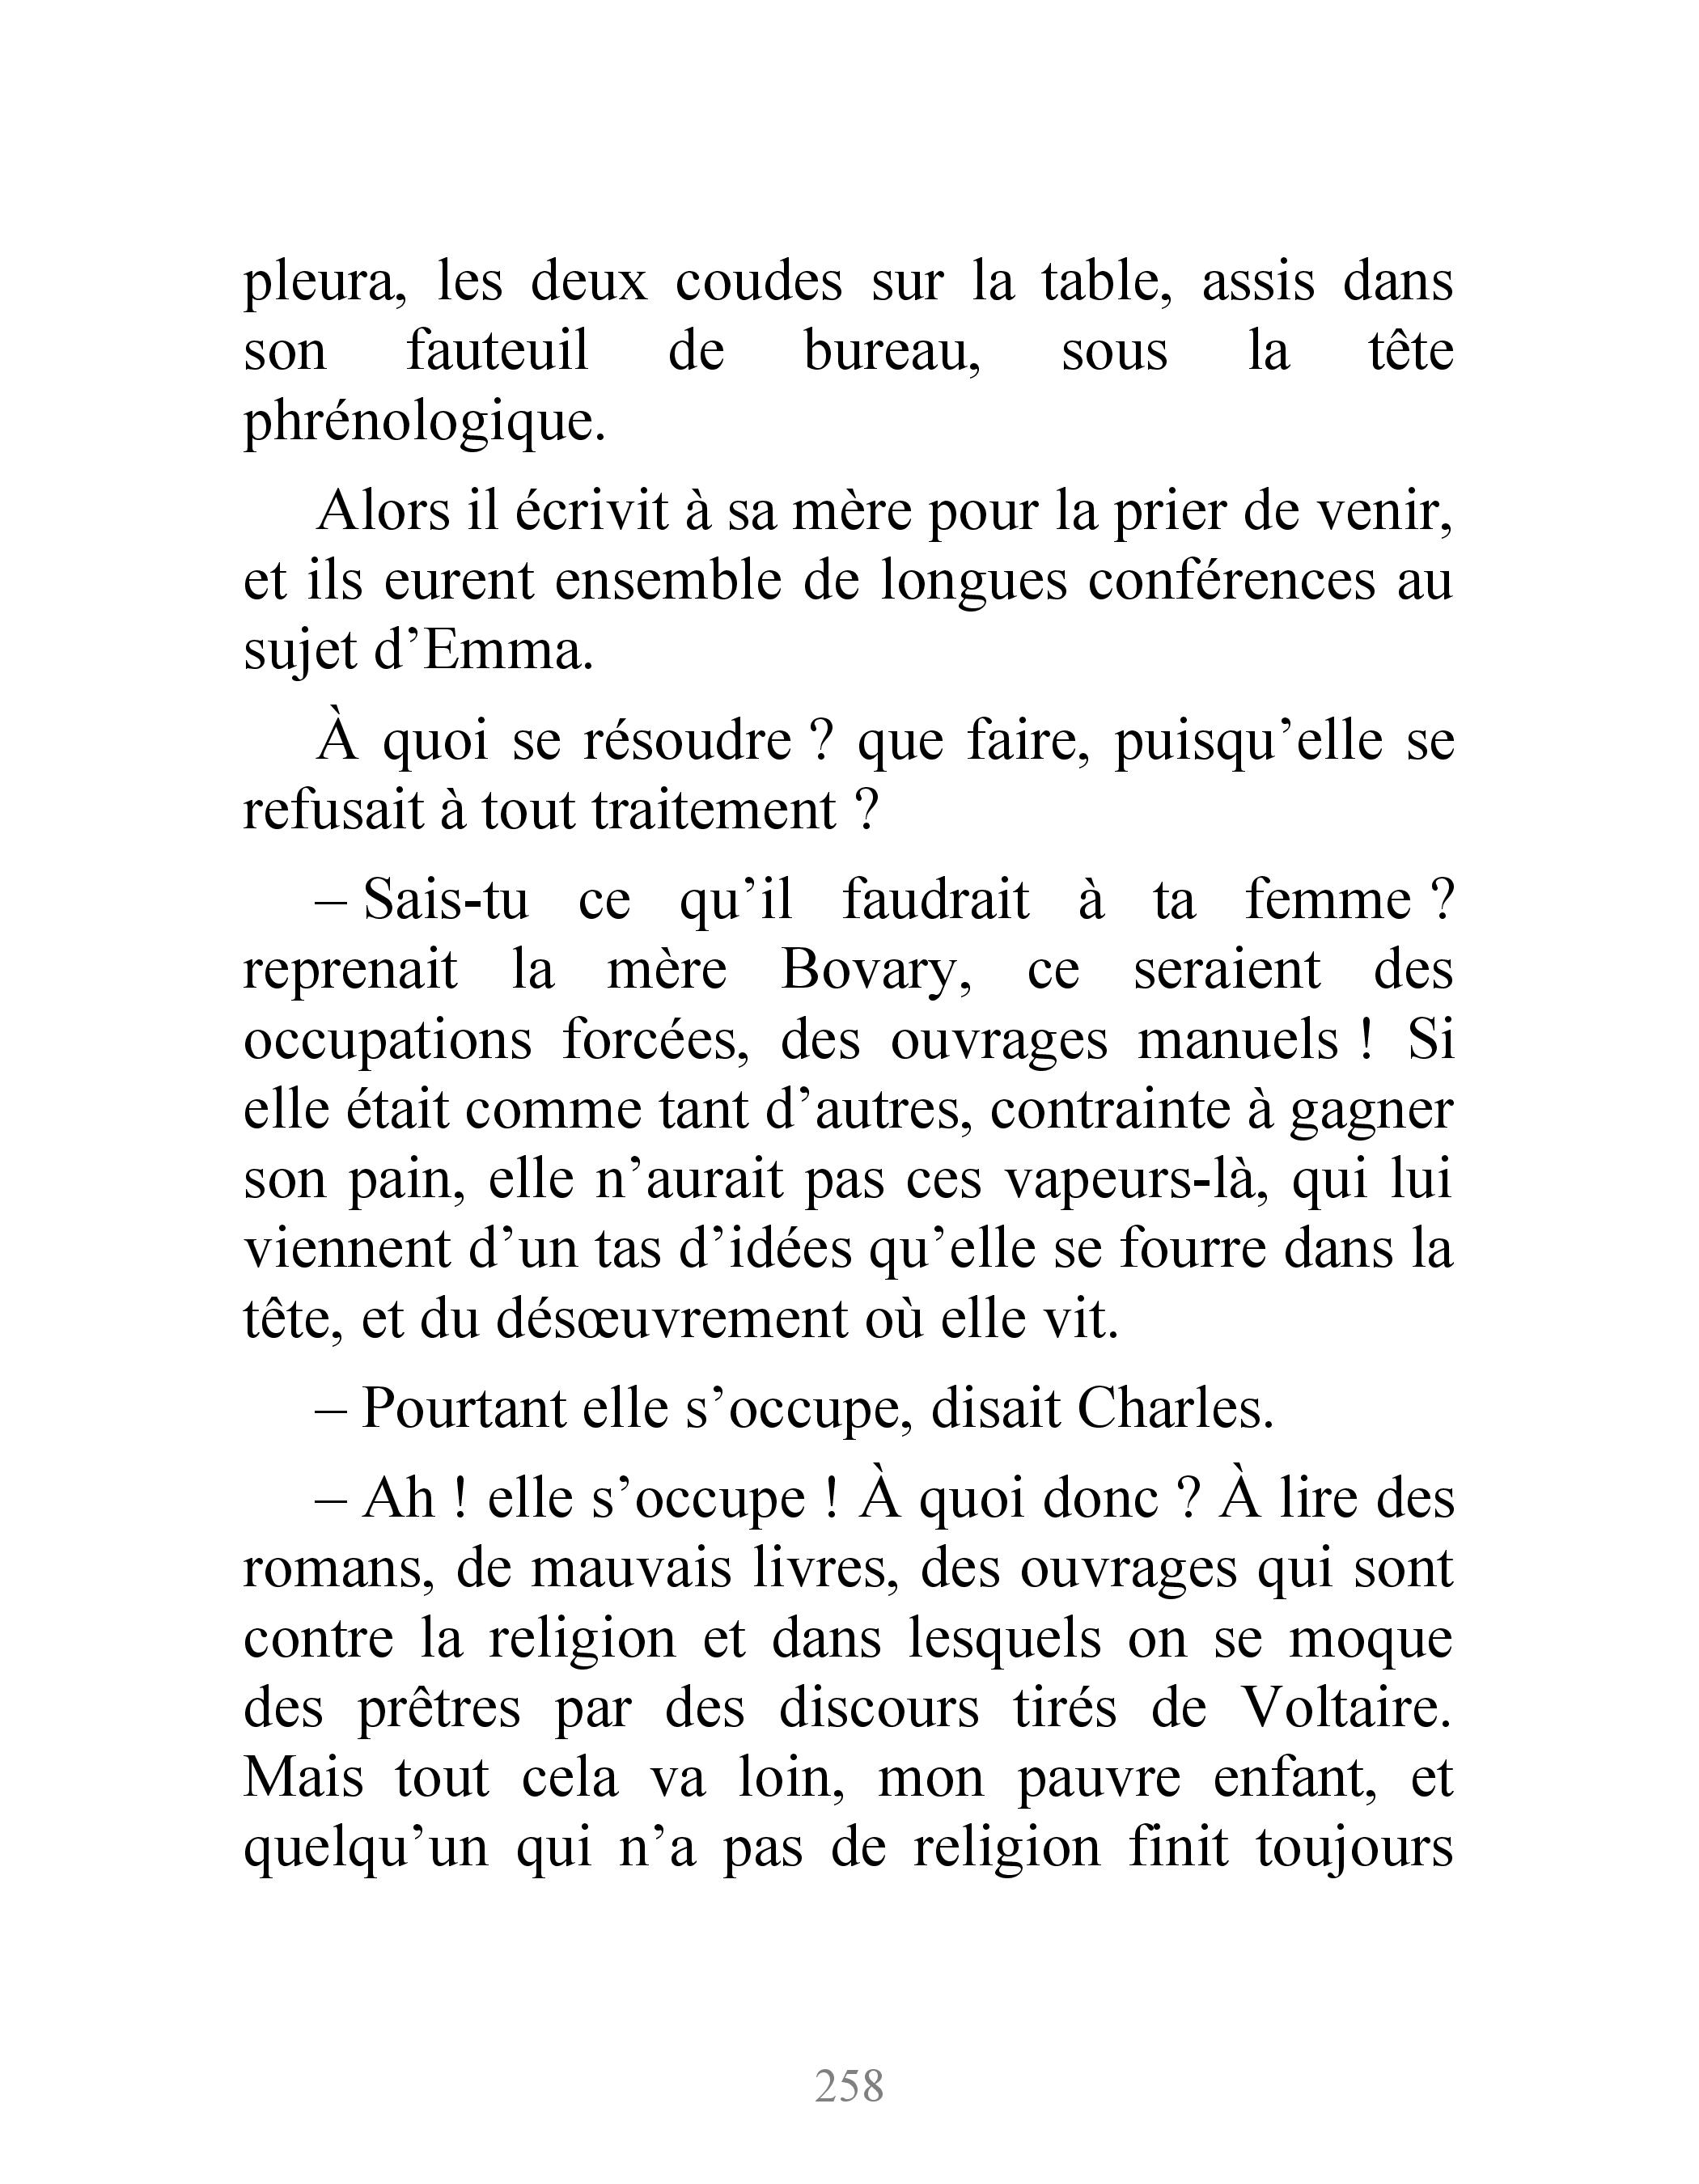 pleura, les deux coudes sur la table, assis dans
son fauteuil de bureau, sous la tête
phrénologique.
Alors il écrivit à sa mère pour la prier de venir,
et ils eurent ensemble de longues conférences au
sujet d’Emma.
À quoi se résoudre ? que faire, puisqu’elle se
refusait à tout traitement ?
– Sais-tu ce qu’il faudrait à ta femme ?
reprenait la mère Bovary, ce seraient des
occupations forcées, des ouvrages manuels ! Si
elle était comme tant d’autres, contrainte à gagner
son pain, elle n’aurait pas ces vapeurs-là, qui lui
viennent d’un tas d’idées qu’elle se fourre dans la
tête, et du désœuvrement où elle vit.
– Pourtant elle s’occupe, disait Charles.
– Ah ! elle s’occupe ! À quoi donc ? À lire des
romans, de mauvais livres, des ouvrages qui sont
contre la religion et dans lesquels on se moque
des prêtres par des discours tirés de Voltaire.
Mais tout cela va loin, mon pauvre enfant, et
quelqu’un qui n’a pas de religion finit toujours
258